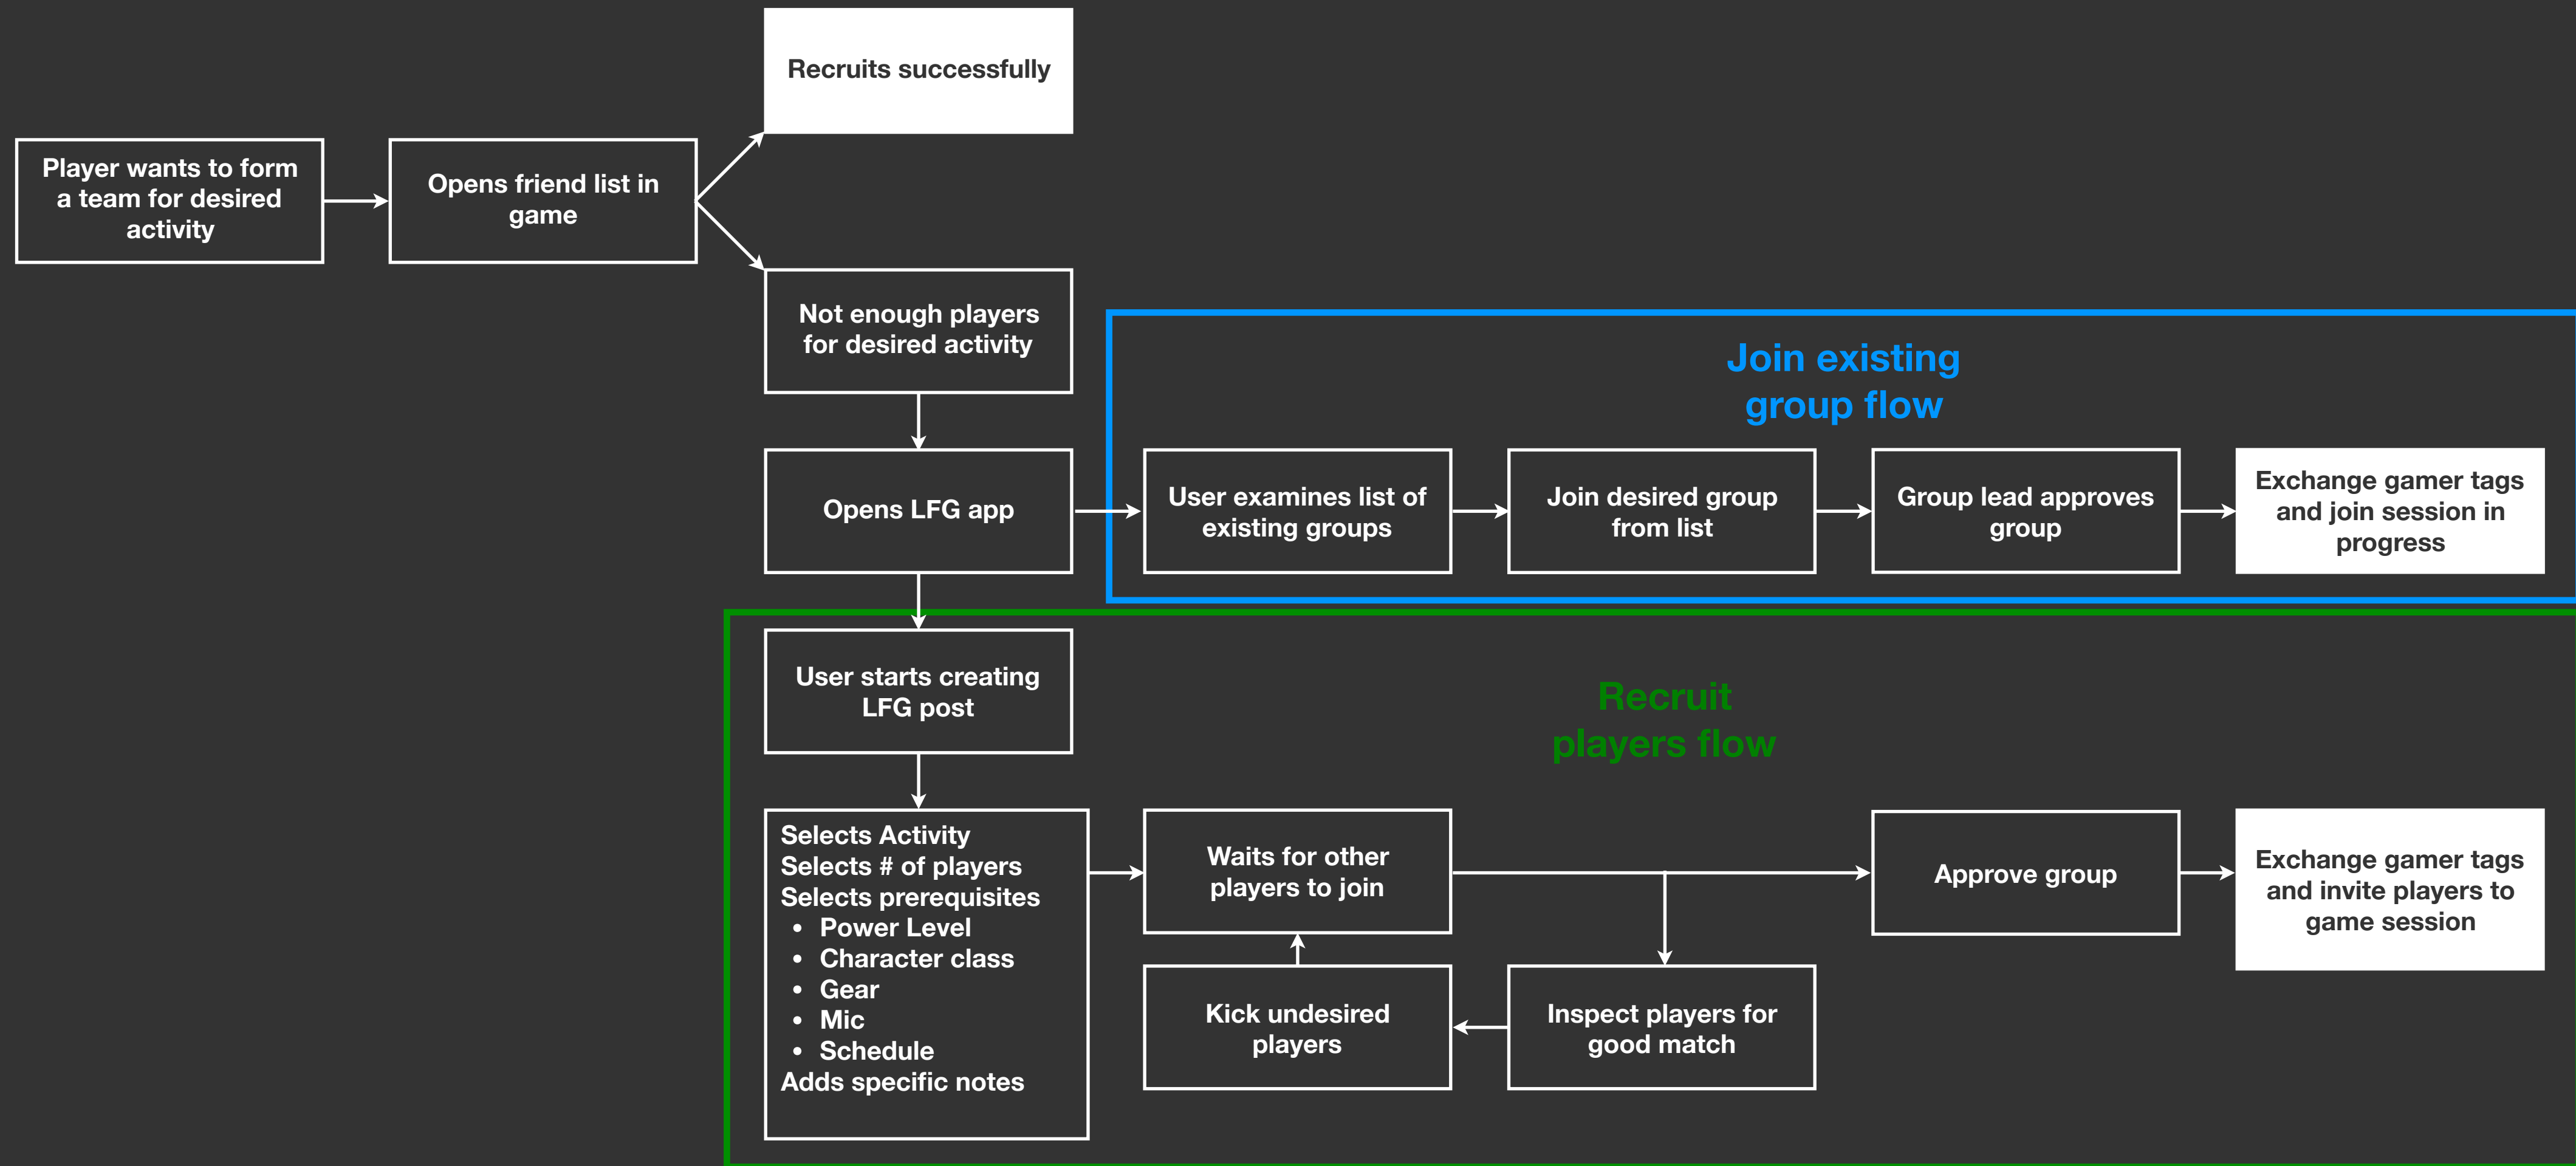 Recruits successfully
Player wants to form
a team for desired
activity
Opens friend list in
game
Not enough players
for desired activity
Join existing
group flow
Opens LFG app
User examines list of
existing groups
Join desired group
from list
Group lead approves
group
Exchange gamer tags
and join session in
progress
User starts creating
LFG post
Recruit
players flow
Selects Activity
Selects # of players
Selects prerequisites
• Power Level
• Character class
• Gear
• Mic
• Schedule
Adds specific notes
Waits for other
players to join
Approve group
Exchange gamer tags
and invite players to
game session
Kick undesired
players
Inspect players for
good match